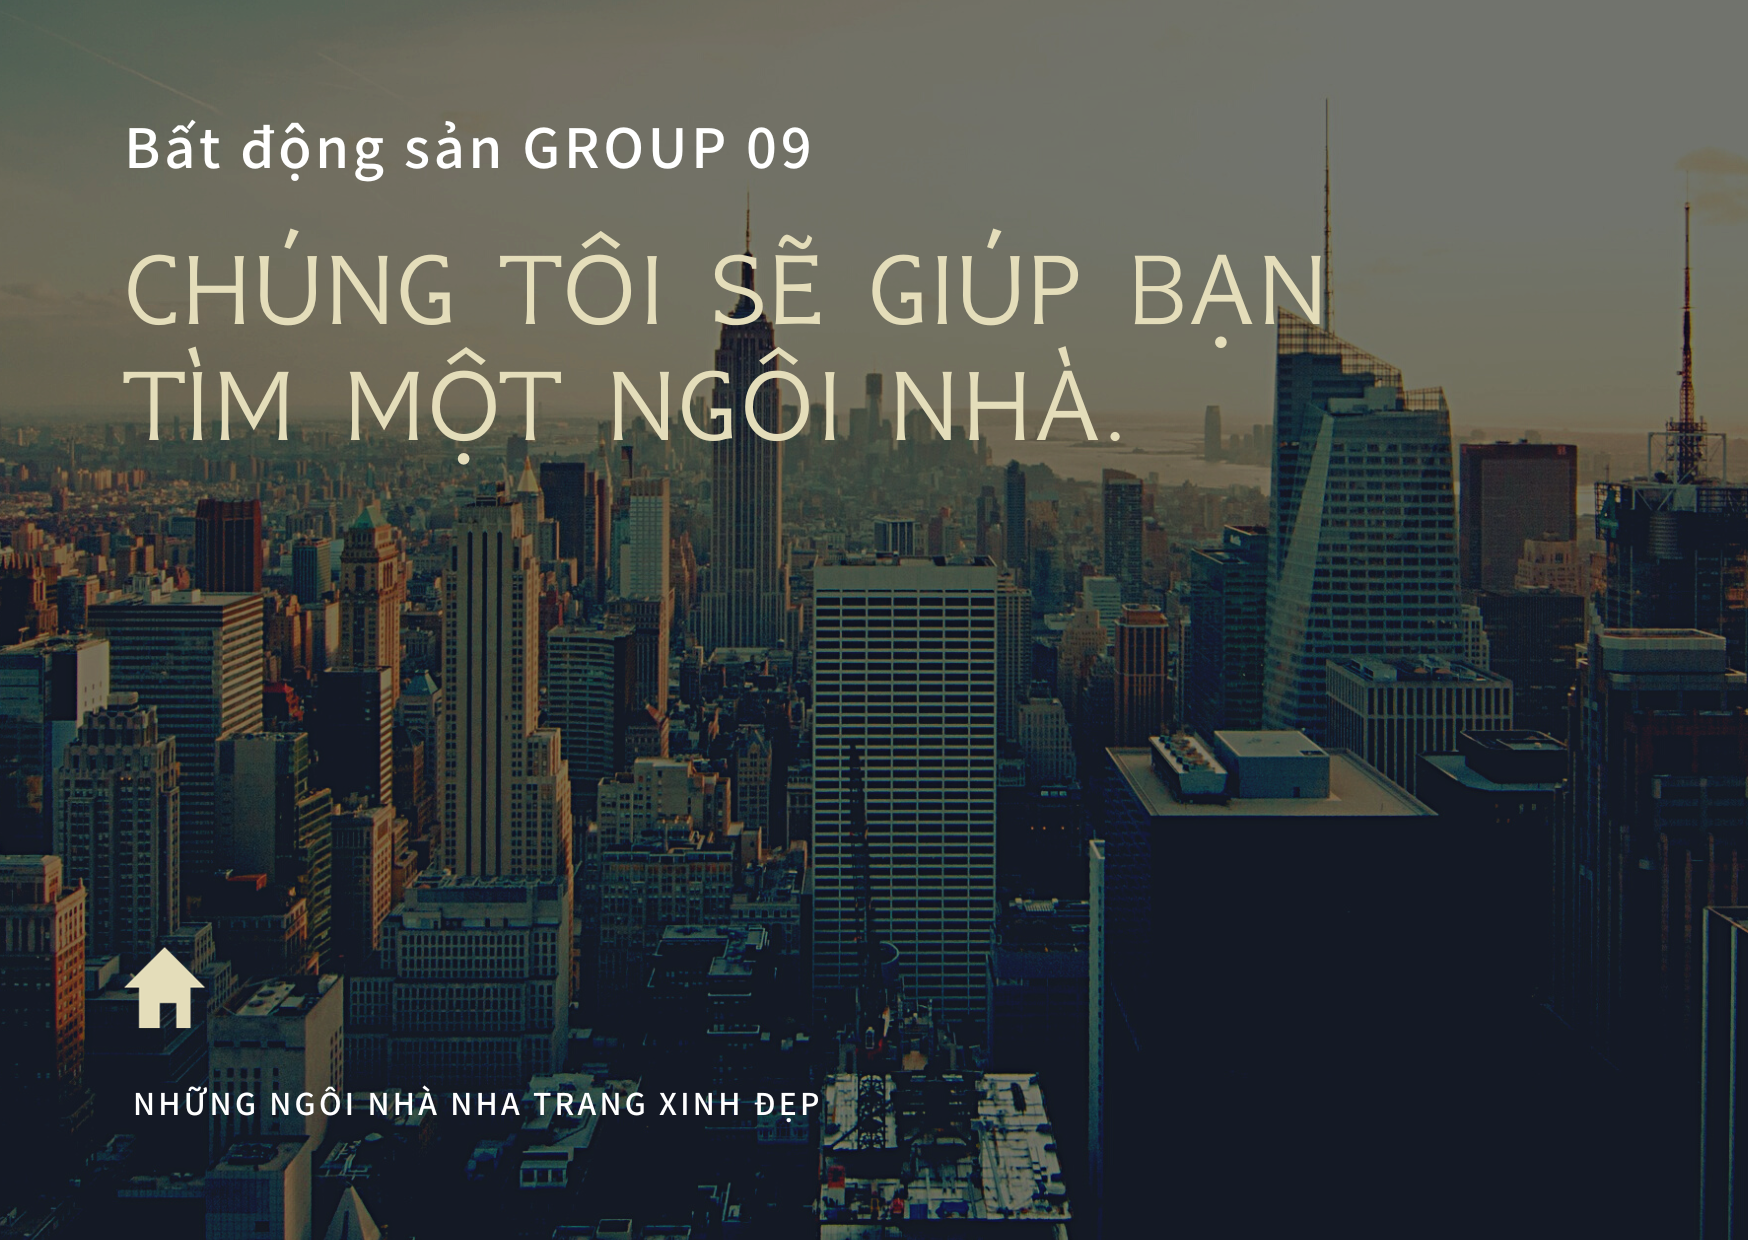 Bất động sản GROUP 09
CHÚNG TÔI SẼ GIÚP BẠN
TÌM MỘT NGÔI NHÀ.
NHỮNG NGÔI NHÀ NHA TRANG XINH ĐẸP